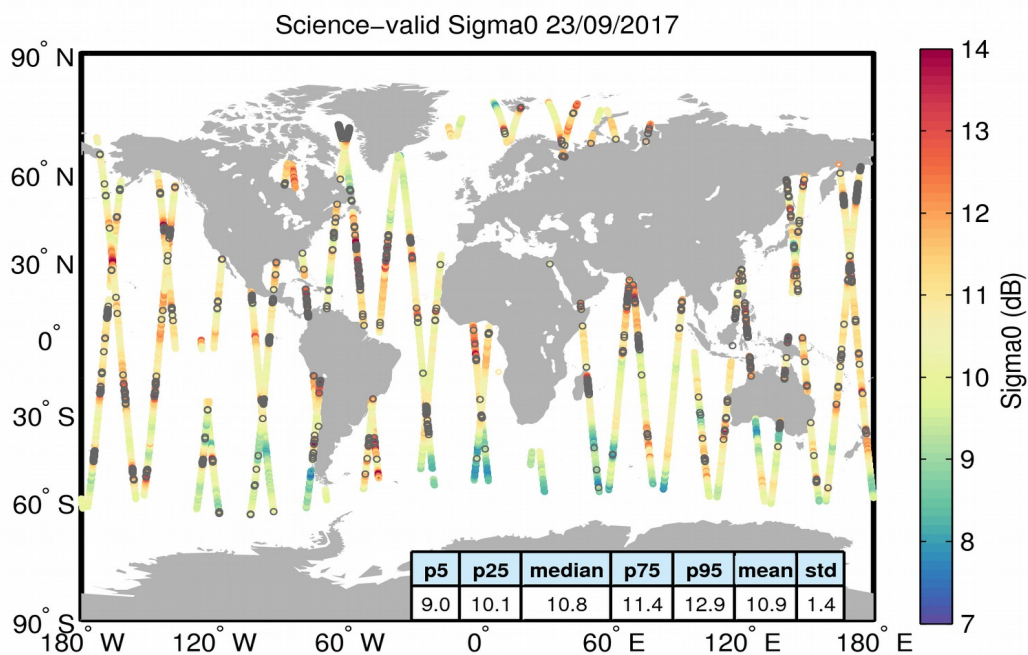 Science−valid Sigma0 23/09/2017
90° N
60° N
30° N
0°
30° S
60° S
90° S
180° W
120° W
60° W
0°
60° E
120° E
180° E
14
13
12
11
10
9
8
7
Sigma0 (dB)
p5 p25 median p75 p95 mean std
9.0 10.1 10.8 11.4 12.9 10.9 1.4